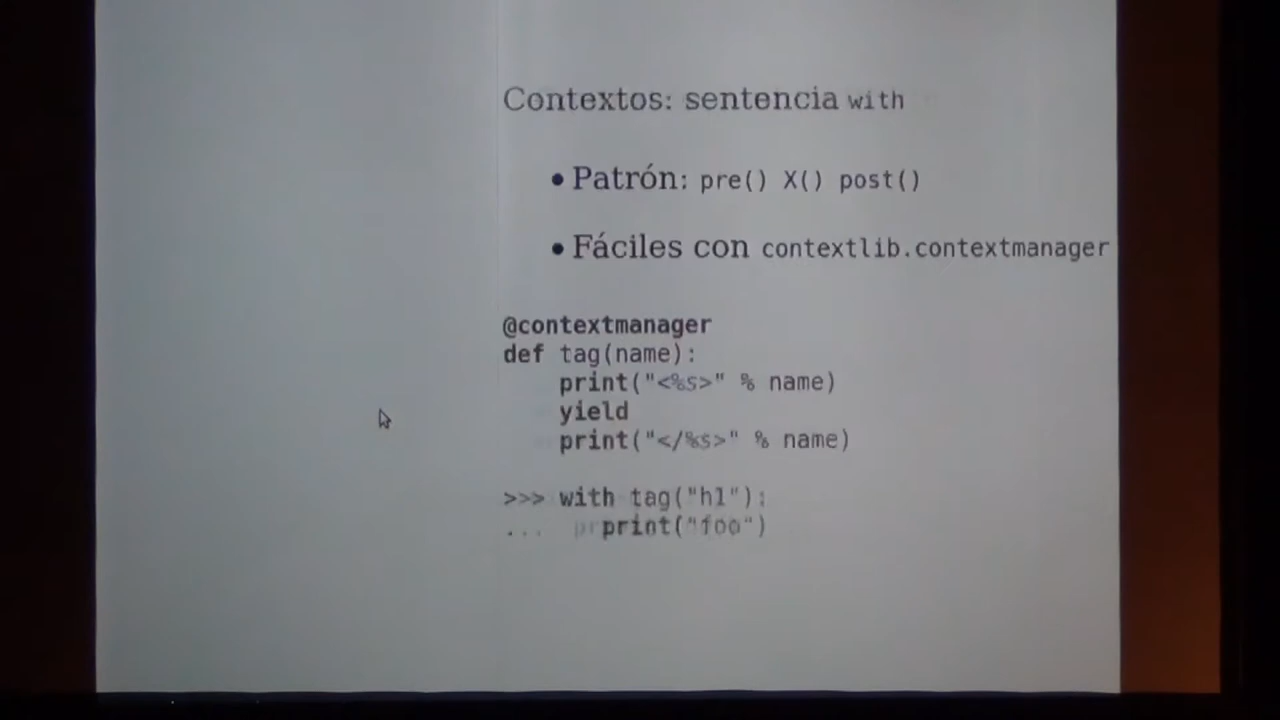 Contextos: sentencia with
• Patrón: pre() X() post()
• Fáciles con contextlib.contextmanager
@contextmanager
def tag(name):
    print("<%s>" % name)
    yield
    print("</%s>" % name)
>>> with tag("h1"):
...    print("foo")